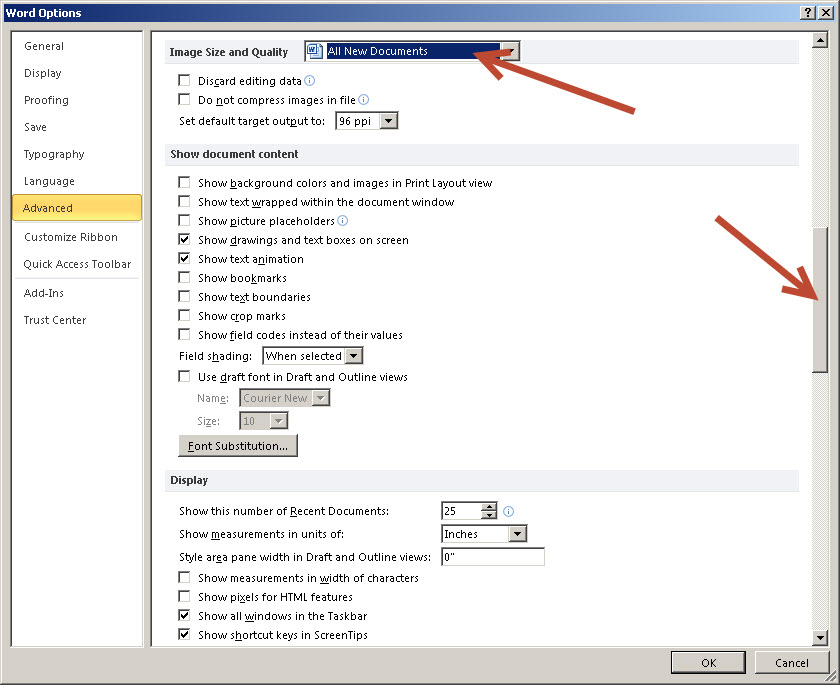 Word Options
General
Display
Proofing
Save
Typography
Language
Advanced
Customize Ribbon
Quick Access Toolbar
Add-Ins
Trust Center
Image Size and Quality All New Documents
Discard editing data
Do not compress images in file
Set default target output to: 96 ppi
Show document content
Show background colors and images in Print Layout view
Show text wrapped within the document window
Show picture placeholders
Show drawings and text boxes on screen
Show text animation
Show bookmarks
Show text boundaries
Show crop marks
Show field codes instead of their values
Field shading: When selected
Use draft font in Draft and Outline views
Name: Courier New
Size: 10
Font Substitution...
Display
Show this number of Recent Documents: 25
Show measurements in units of: Inches
Style area pane width in Draft and Outline views: 0"
Show measurements in width of characters
Show pixels for HTML features
Show all windows in the Taskbar
Show shortcut keys in ScreenTips
OK Cancel